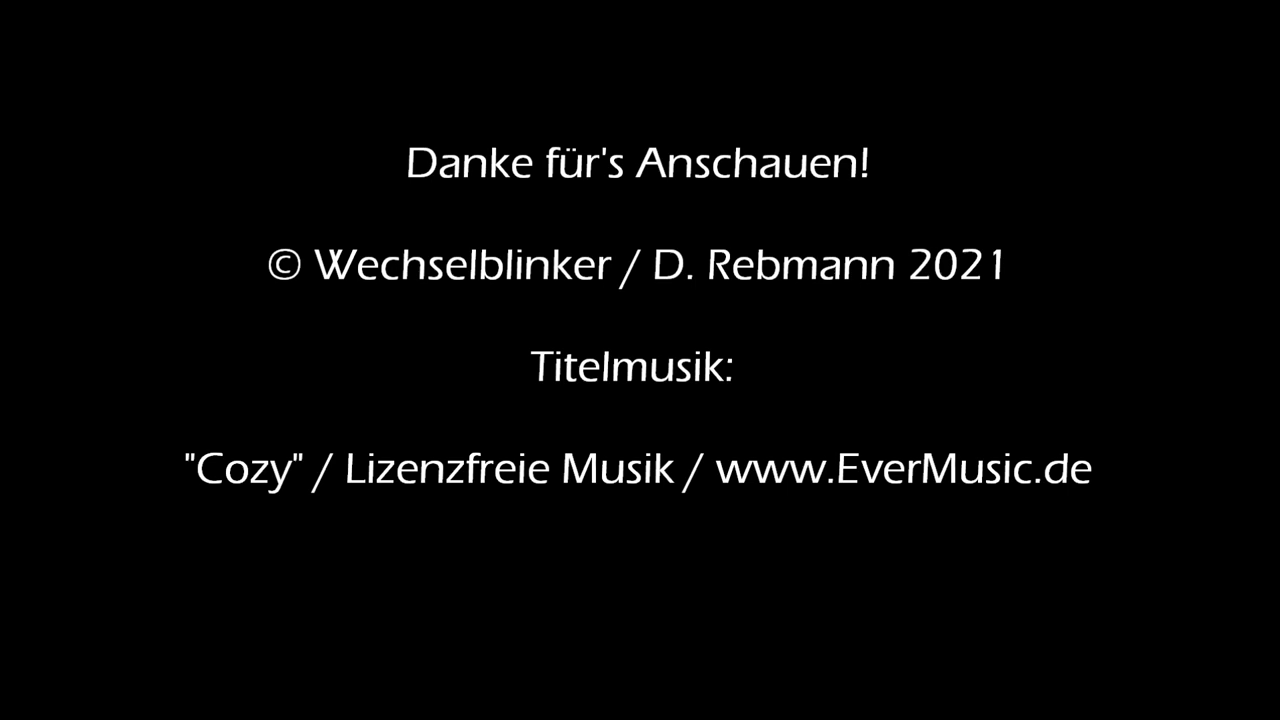 Danke für's Anschauen!
© Wechselblinker / D. Rebmann 2021
Titelmusik:
"Cozy" / Lizenzfreie Musik / www.EverMusic.de